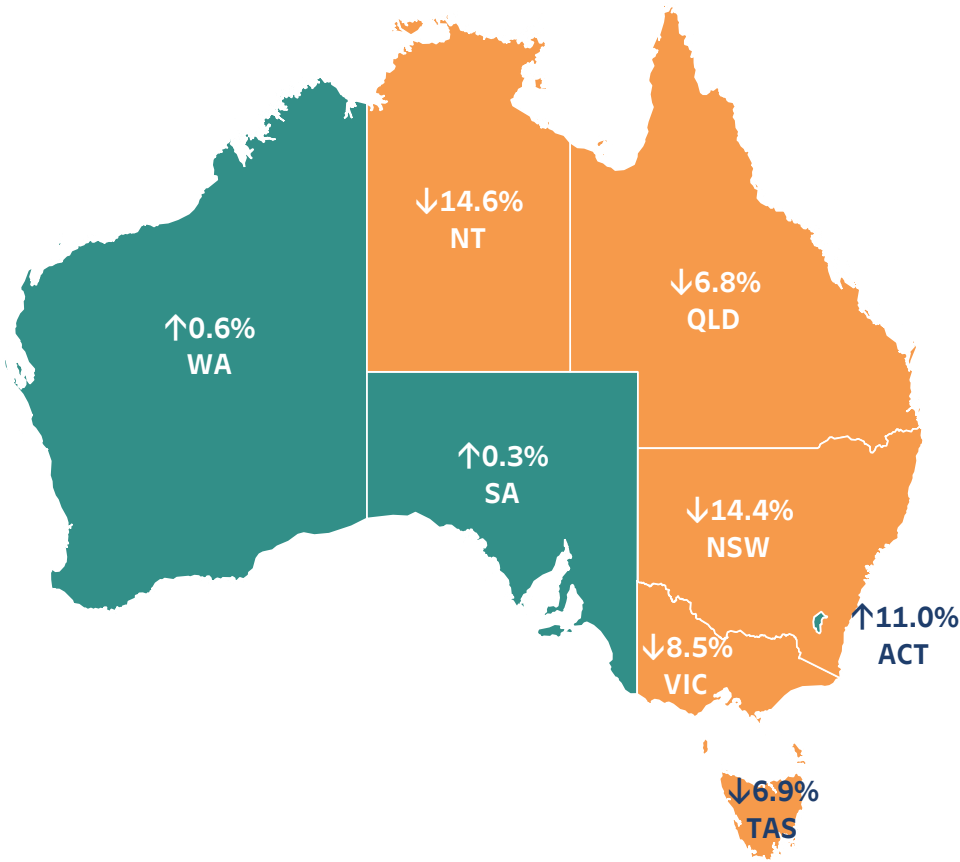 ↓14.6%
NT
↓6.8%
QLD
↑0.6%
WA
↑0.3%
SA
↓14.4%
NSW
↑11.0%
ACT
↓8.5%
VIC
↓6.9%
TAS